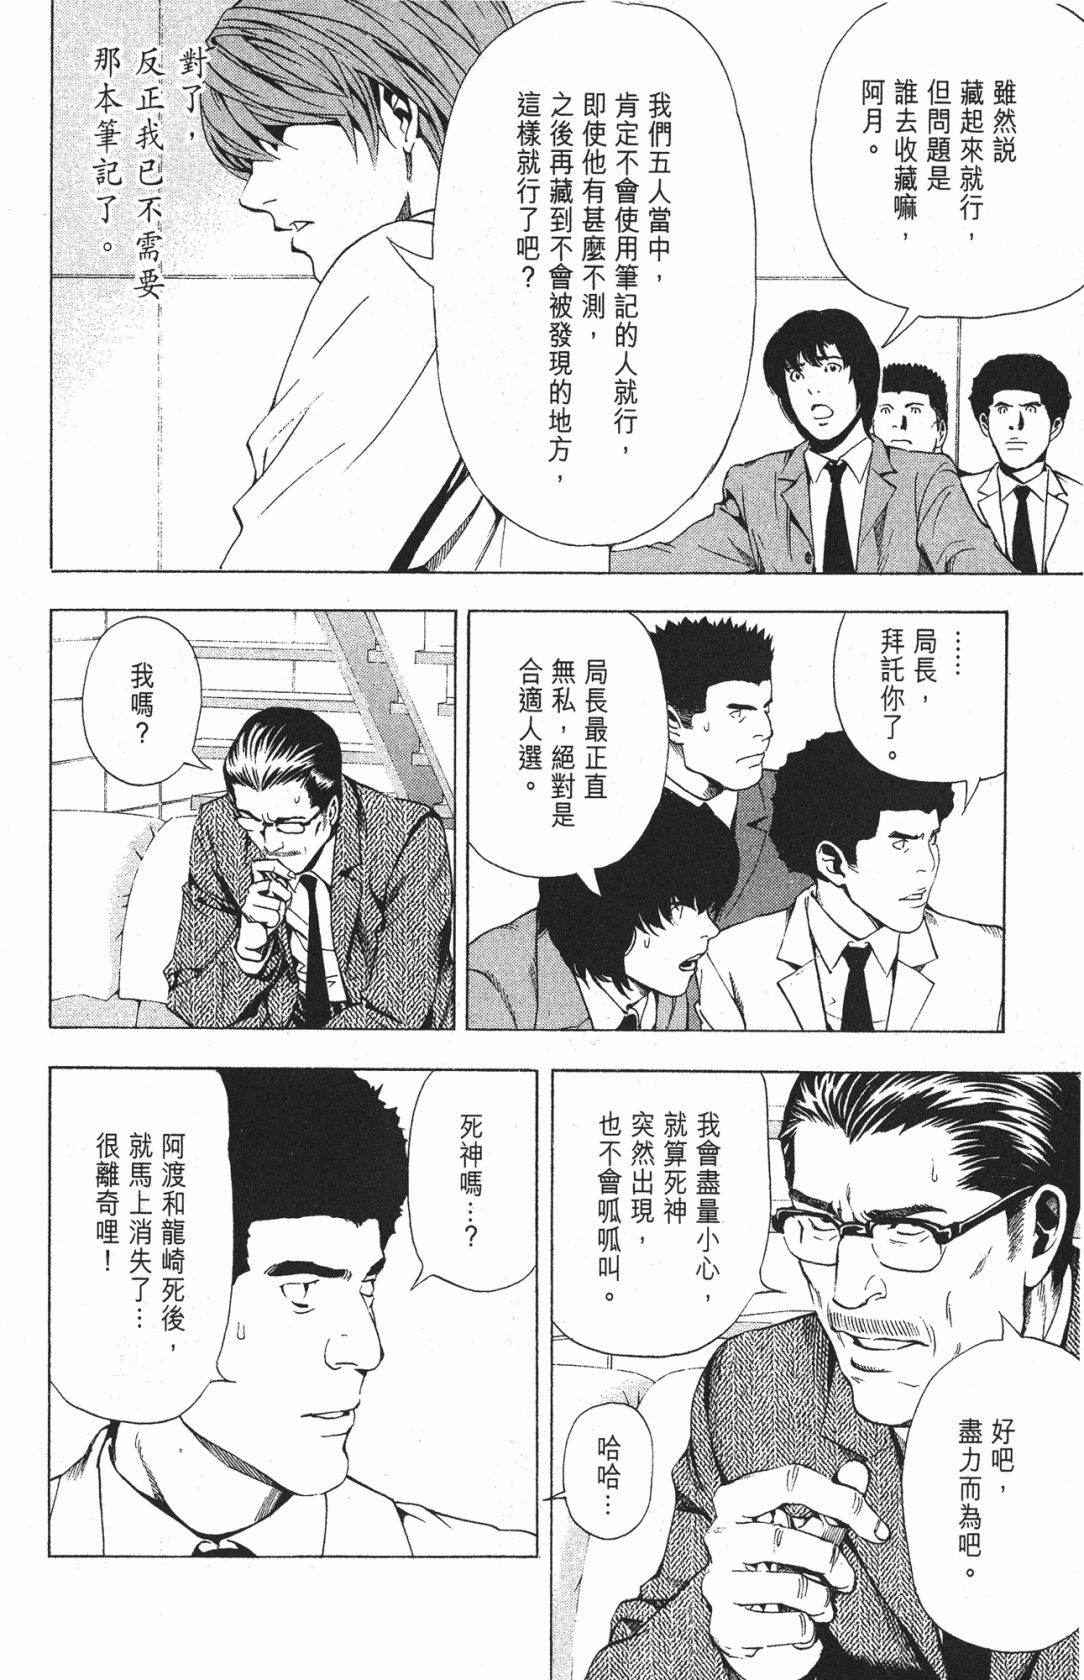 雖然說
藏起來就行，
但問題是
誰去收藏嘛，
阿月。
我們五人當中，
肯定不會使用筆記的人就行，
即使他有甚麼不測，
之後再藏到不會被發現的地方，
這樣就行了吧？
對了，
反正我已不需要
那本筆記了。
……
局長，
拜託你了。
局長最正直
無私，絕對是
合適人選。
我嗎？
好吧，
盡力而為吧。
我會盡量小心，
就算死神
突然出現，
也不會呱呱叫。
哈哈…
死神嗎…？
阿渡和龍崎死後，
就馬上消失了…
很離奇哩！